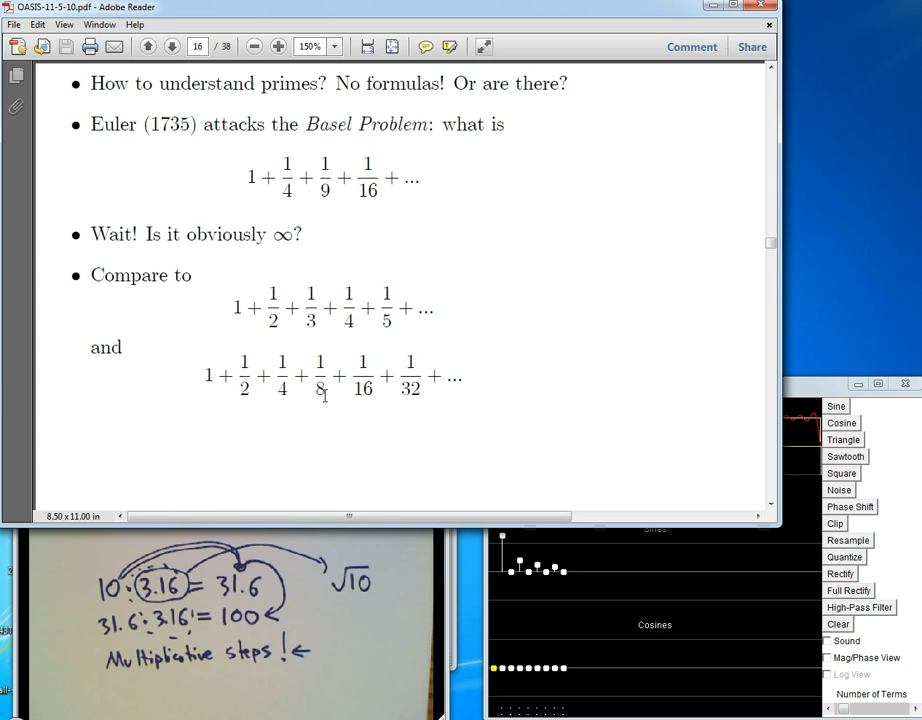 OASIS-11-5-10.pdf - Adobe Reader
File Edit View Window Help
16 / 38 150% Comment Share
• How to understand primes? No formulas! Or are there?
• Euler (1735) attacks the Basel Problem: what is
1 + 1/4 + 1/9 + 1/16 + ...
• Wait! Is it obviously ∞?
• Compare to
1 + 1/2 + 1/3 + 1/4 + 1/5 + ...
and
1 + 1/2 + 1/4 + 1/8 + 1/16 + 1/32 + ...
8.50 x 11.00 in
10 · 3.16 = 31.6 √10
31.6 · 3.16 = 100
Multiplicative steps!
Sines
Cosines
Sine
Cosine
Triangle
Sawtooth
Square
Noise
Phase Shift
Clip
Resample
Quantize
Rectify
Full Rectify
High-Pass Filter
Clear
Sound
Mag/Phase View
Log View
Number of Terms